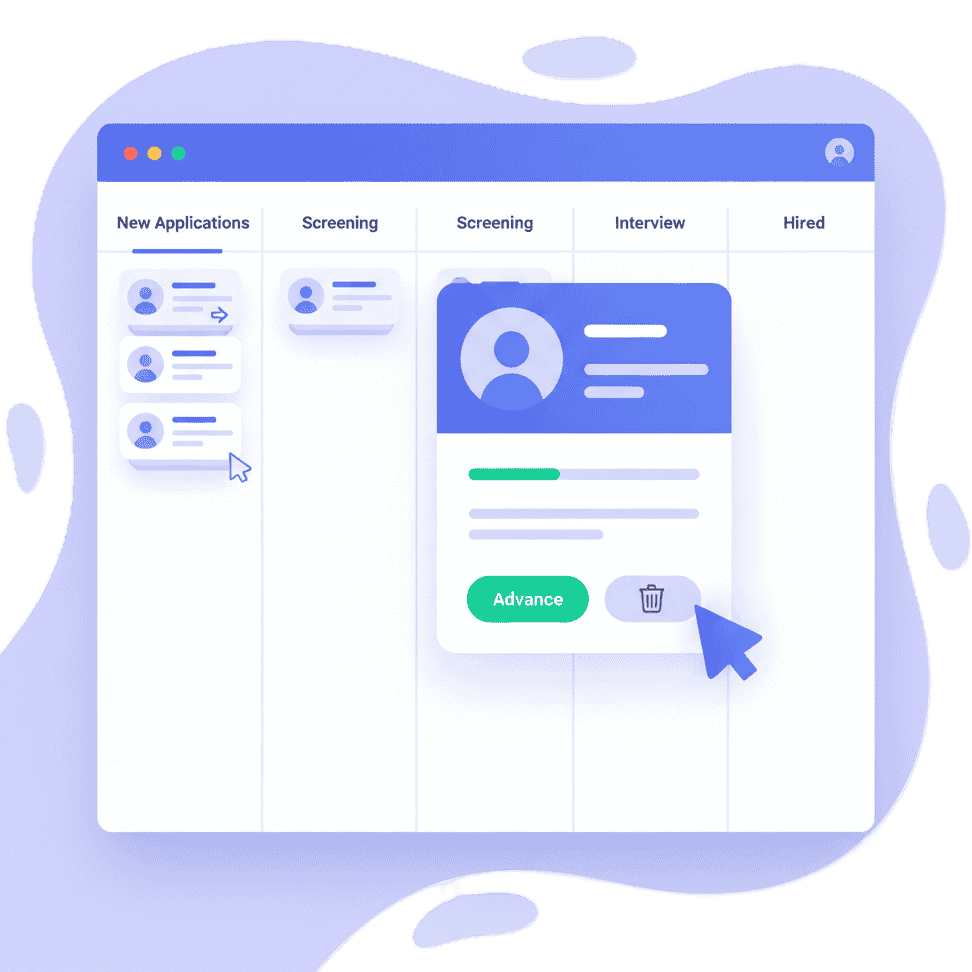 New Applications
Screening
Screening
Interview
Hired
Advance